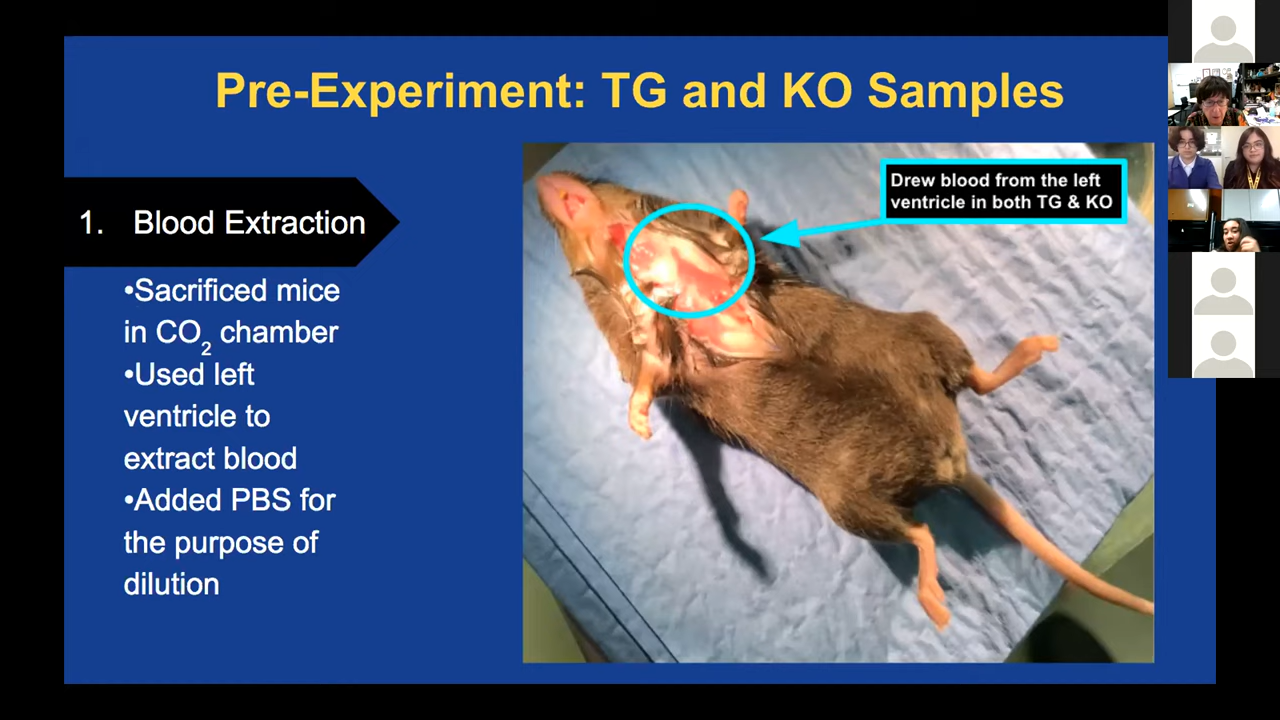 Pre-Experiment: TG and KO Samples
1. Blood Extraction
•Sacrificed mice
in CO2 chamber
•Used left
ventricle to
extract blood
•Added PBS for
the purpose of
dilution
Drew blood from the left
ventricle in both TG & KO